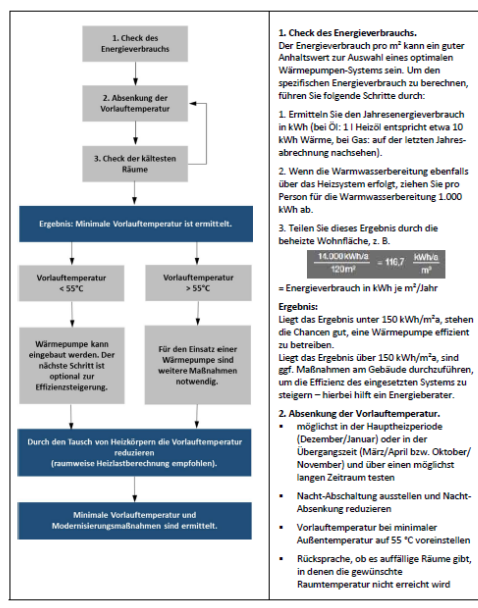 1. Check des
Energieverbrauchs
2. Absenkung der
Vorlauftemperatur
3. Check der kältesten
Räume
Ergebnis: Minimale Vorlauftemperatur ist ermittelt.
Vorlauftemperatur
< 55°C
Vorlauftemperatur
> 55°C
Wärmepumpe kann
eingebaut werden. Der
nächste Schritt ist
optional zur
Effizienzsteigerung.
Für den Einsatz einer
Wärmepumpe sind
weitere Maßnahmen
notwendig.
Durch den Tausch von Heizkörpern die Vorlauftemperatur
reduzieren
(raumweise Heizlastberechnung empfohlen).
Minimale Vorlauftemperatur und
Modernisierungsmaßnahmen sind ermittelt.
1. Check des Energieverbrauchs.
Der Energieverbrauch pro m² kann ein guter
Anhaltswert zur Auswahl eines optimalen
Wärmepumpen-Systems sein. Um den
spezifischen Energieverbrauch zu berechnen,
führen Sie folgende Schritte durch:
1. Ermitteln Sie den Jahresenergieverbrauch
in kWh (bei Öl: 1 l Heizöl entspricht etwa 10
kWh Wärme, bei Gas: auf der letzten Jahres-
abrechnung nachsehen).
2. Wenn die Warmwasserbereitung ebenfalls
über das Heizsystem erfolgt, ziehen Sie pro
Person für die Warmwasserbereitung 1.000
kWh ab.
3. Teilen Sie dieses Ergebnis durch die
beheizte Wohnfläche, z. B.
14.000kWh/a / 120m² = 116,7 kWh/a / m²
= Energieverbrauch in kWh je m²/Jahr
Ergebnis:
Liegt das Ergebnis unter 150 kWh/m²a, stehen
die Chancen gut, eine Wärmepumpe effizient
zu betreiben.
Liegt das Ergebnis über 150 kWh/m²a, sind
ggf. Maßnahmen am Gebäude durchzuführen,
um die Effizienz des eingesetzten Systems zu
steigern – hierbei hilft ein Energieberater.
2. Absenkung der Vorlauftemperatur.
▪ möglichst in der Hauptheizperiode
(Dezember/Januar) oder in der
Übergangszeit (März/April bzw. Oktober/
November) und über einen möglichst
langen Zeitraum testen
▪ Nacht-Abschaltung ausstellen und Nacht-
Absenkung reduzieren
▪ Vorlauftemperatur bei minimaler
Außentemperatur auf 55 °C voreinstellen
▪ Rücksprache, ob es auffällige Räume gibt,
in denen die gewünschte
Raumtemperatur nicht erreicht wird